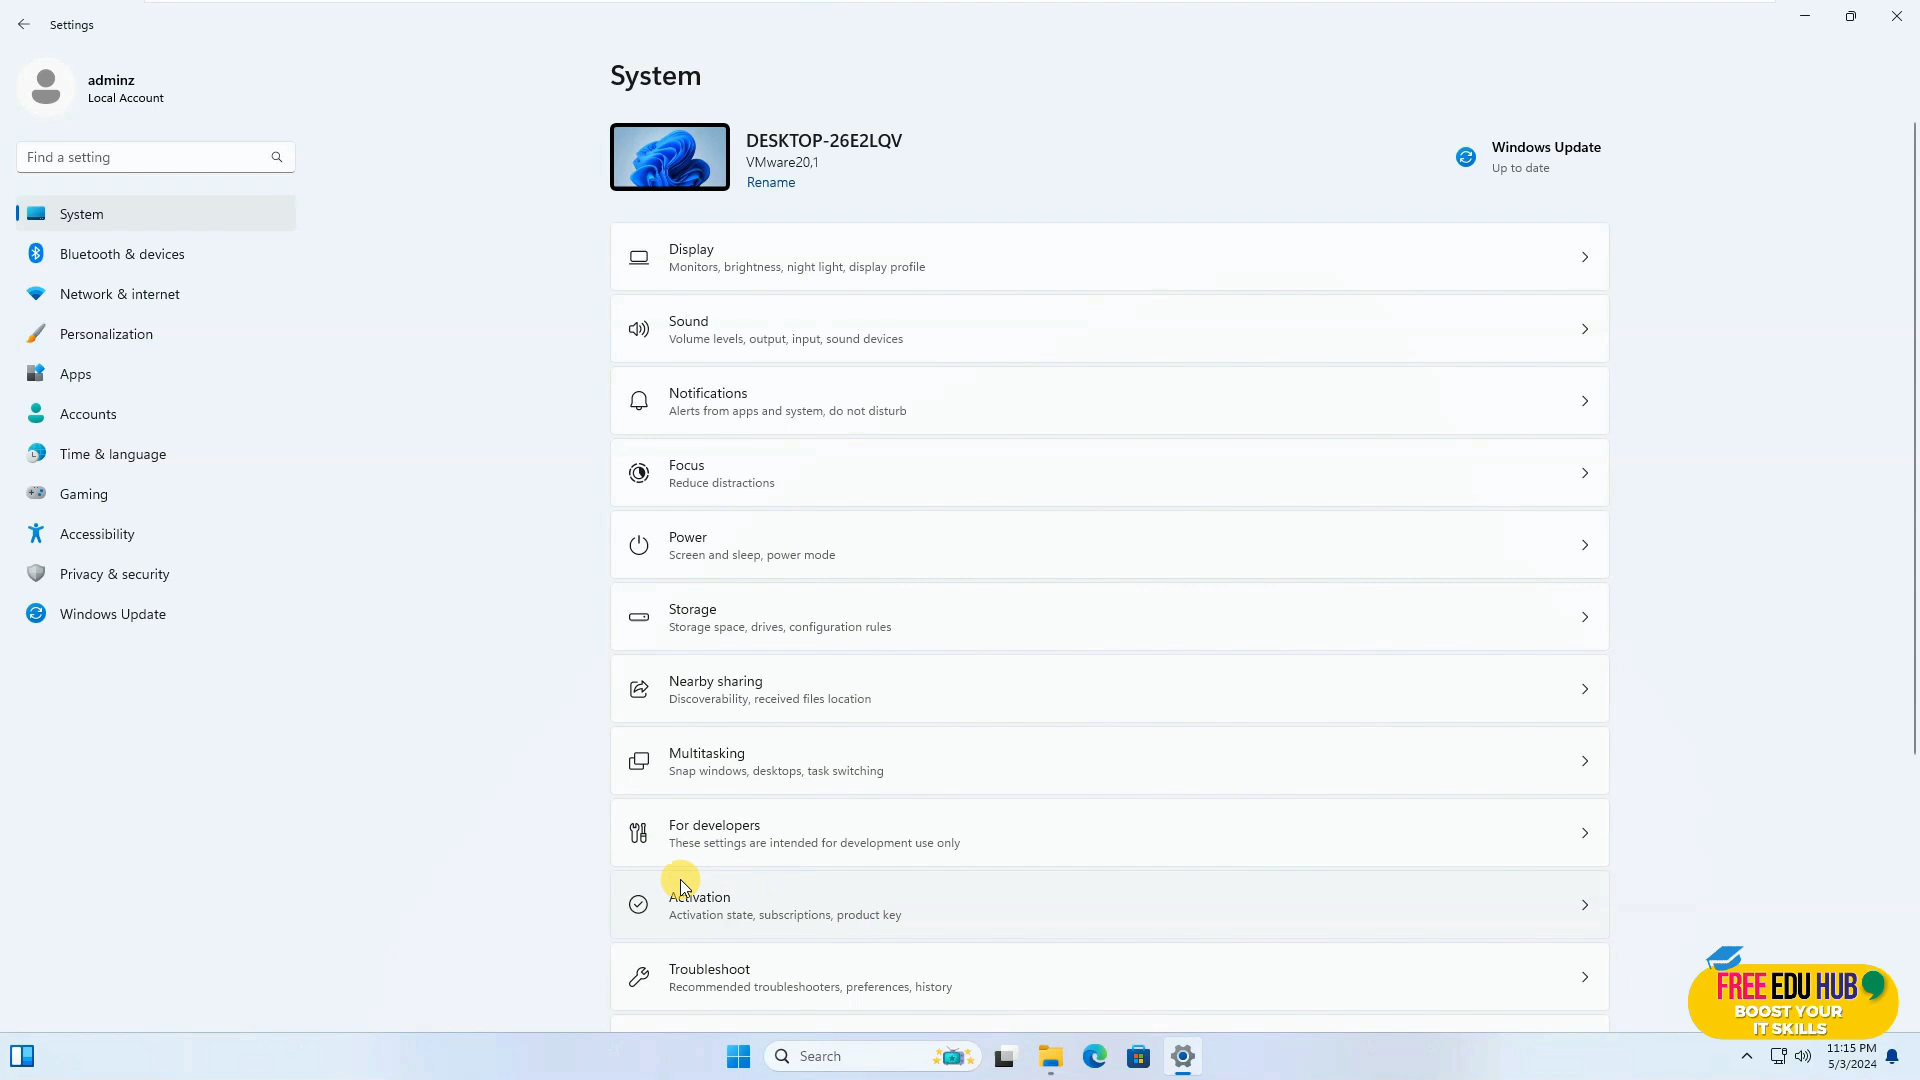 Settings
adminz
Local Account
Find a setting
System
Bluetooth & devices
Network & internet
Personalization
Apps
Accounts
Time & language
Gaming
Accessibility
Privacy & security
Windows Update
System
DESKTOP-26E2LQV
VMware20,1
Rename
Windows Update
Up to date
Display
Monitors, brightness, night light, display profile
Sound
Volume levels, output, input, sound devices
Notifications
Alerts from apps and system, do not disturb
Focus
Reduce distractions
Power
Screen and sleep, power mode
Storage
Storage space, drives, configuration rules
Nearby sharing
Discoverability, received files location
Multitasking
Snap windows, desktops, task switching
For developers
These settings are intended for development use only
Activation
Activation state, subscriptions, product key
Troubleshoot
Recommended troubleshooters, preferences, history
FREE EDU HUB
BOOST YOUR
IT SKILLS
Search
11:15 PM
5/3/2024